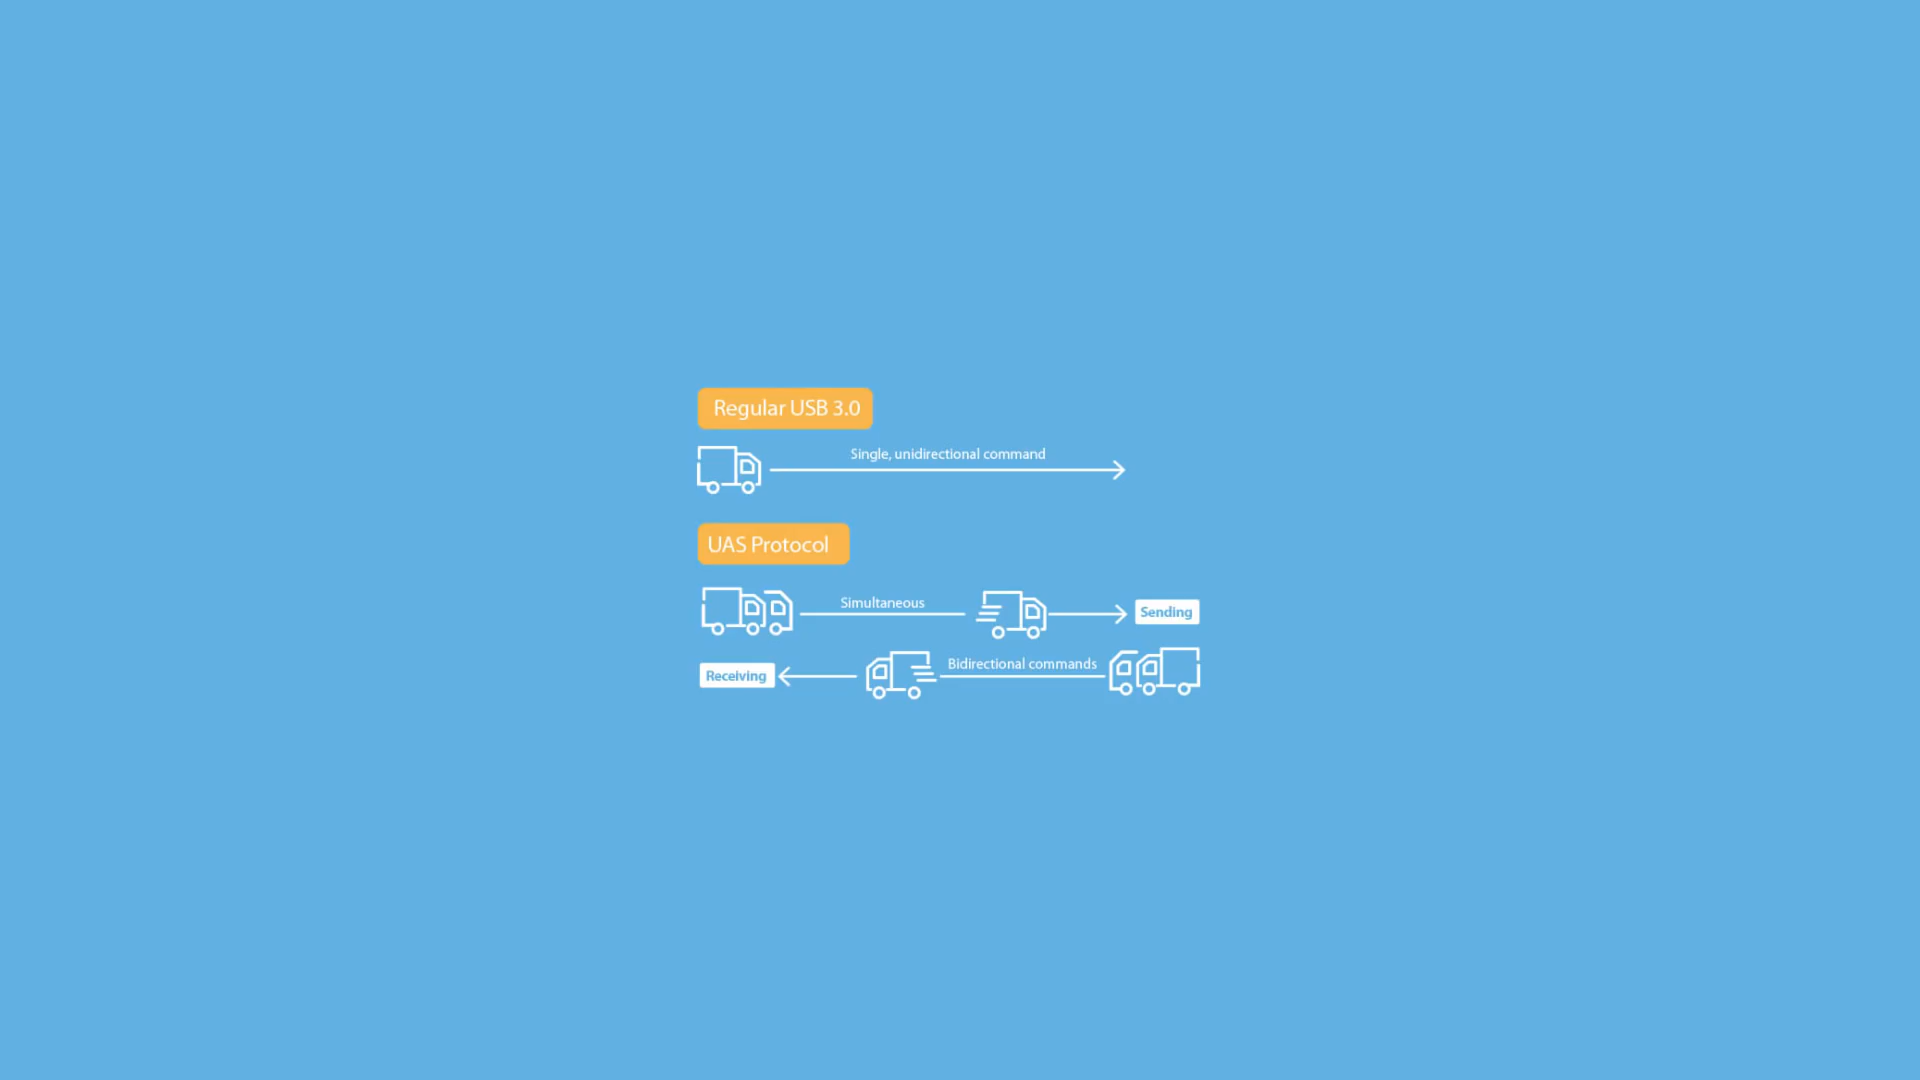 Regular USB 3.0
Single, unidirectional command
UAS Protocol
Simultaneous
Sending
Receiving
Bidirectional commands